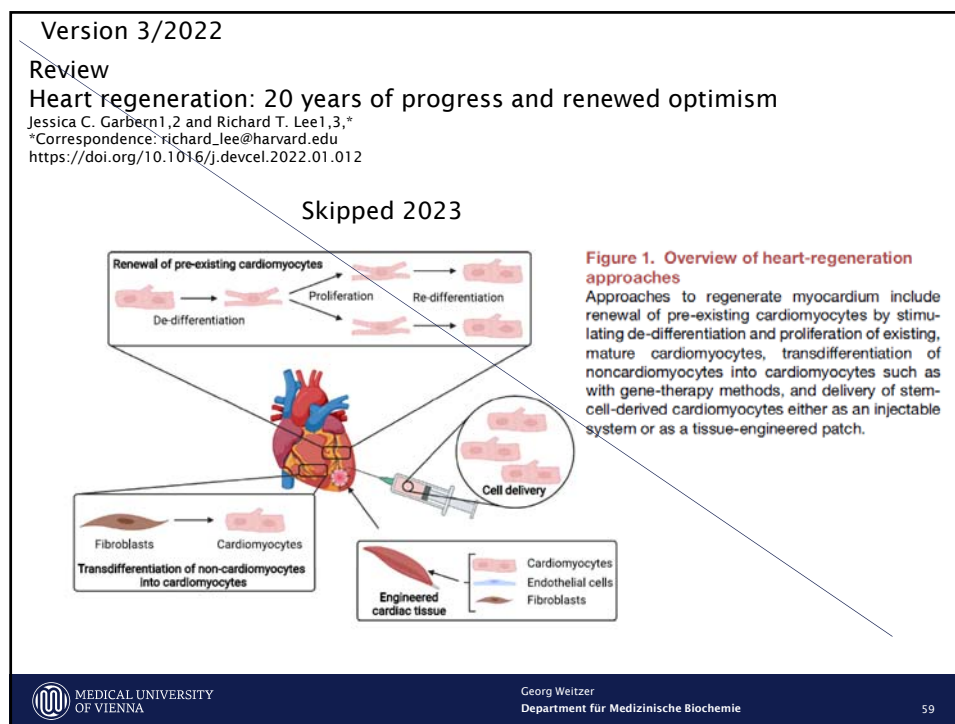 Version 3/2022
Review
Heart regeneration: 20 years of progress and renewed optimism
Jessica C. Garbern1,2 and Richard T. Lee1,3,*
*Correspondence: richard_lee@harvard.edu
https://doi.org/10.1016/j.devcel.2022.01.012
Skipped 2023
Renewal of pre-existing cardiomyocytes
De-differentiation
Proliferation
Re-differentiation
Cell delivery
Fibroblasts
Cardiomyocytes
Transdifferentiation of non-cardiomyocytes
into cardiomyocytes
Engineered
cardiac tissue
Cardiomyocytes
Endothelial cells
Fibroblasts
Figure 1. Overview of heart-regeneration
approaches
Approaches to regenerate myocardium include
renewal of pre-existing cardiomyocytes by stimu-
lating de-differentiation and proliferation of existing,
mature cardiomyocytes, transdifferentiation of
noncardiomyocytes into cardiomyocytes such as
with gene-therapy methods, and delivery of stem-
cell-derived cardiomyocytes either as an injectable
system or as a tissue-engineered patch.
MEDICAL UNIVERSITY
OF VIENNA
Georg Weitzer
Department für Medizinische Biochemie
59